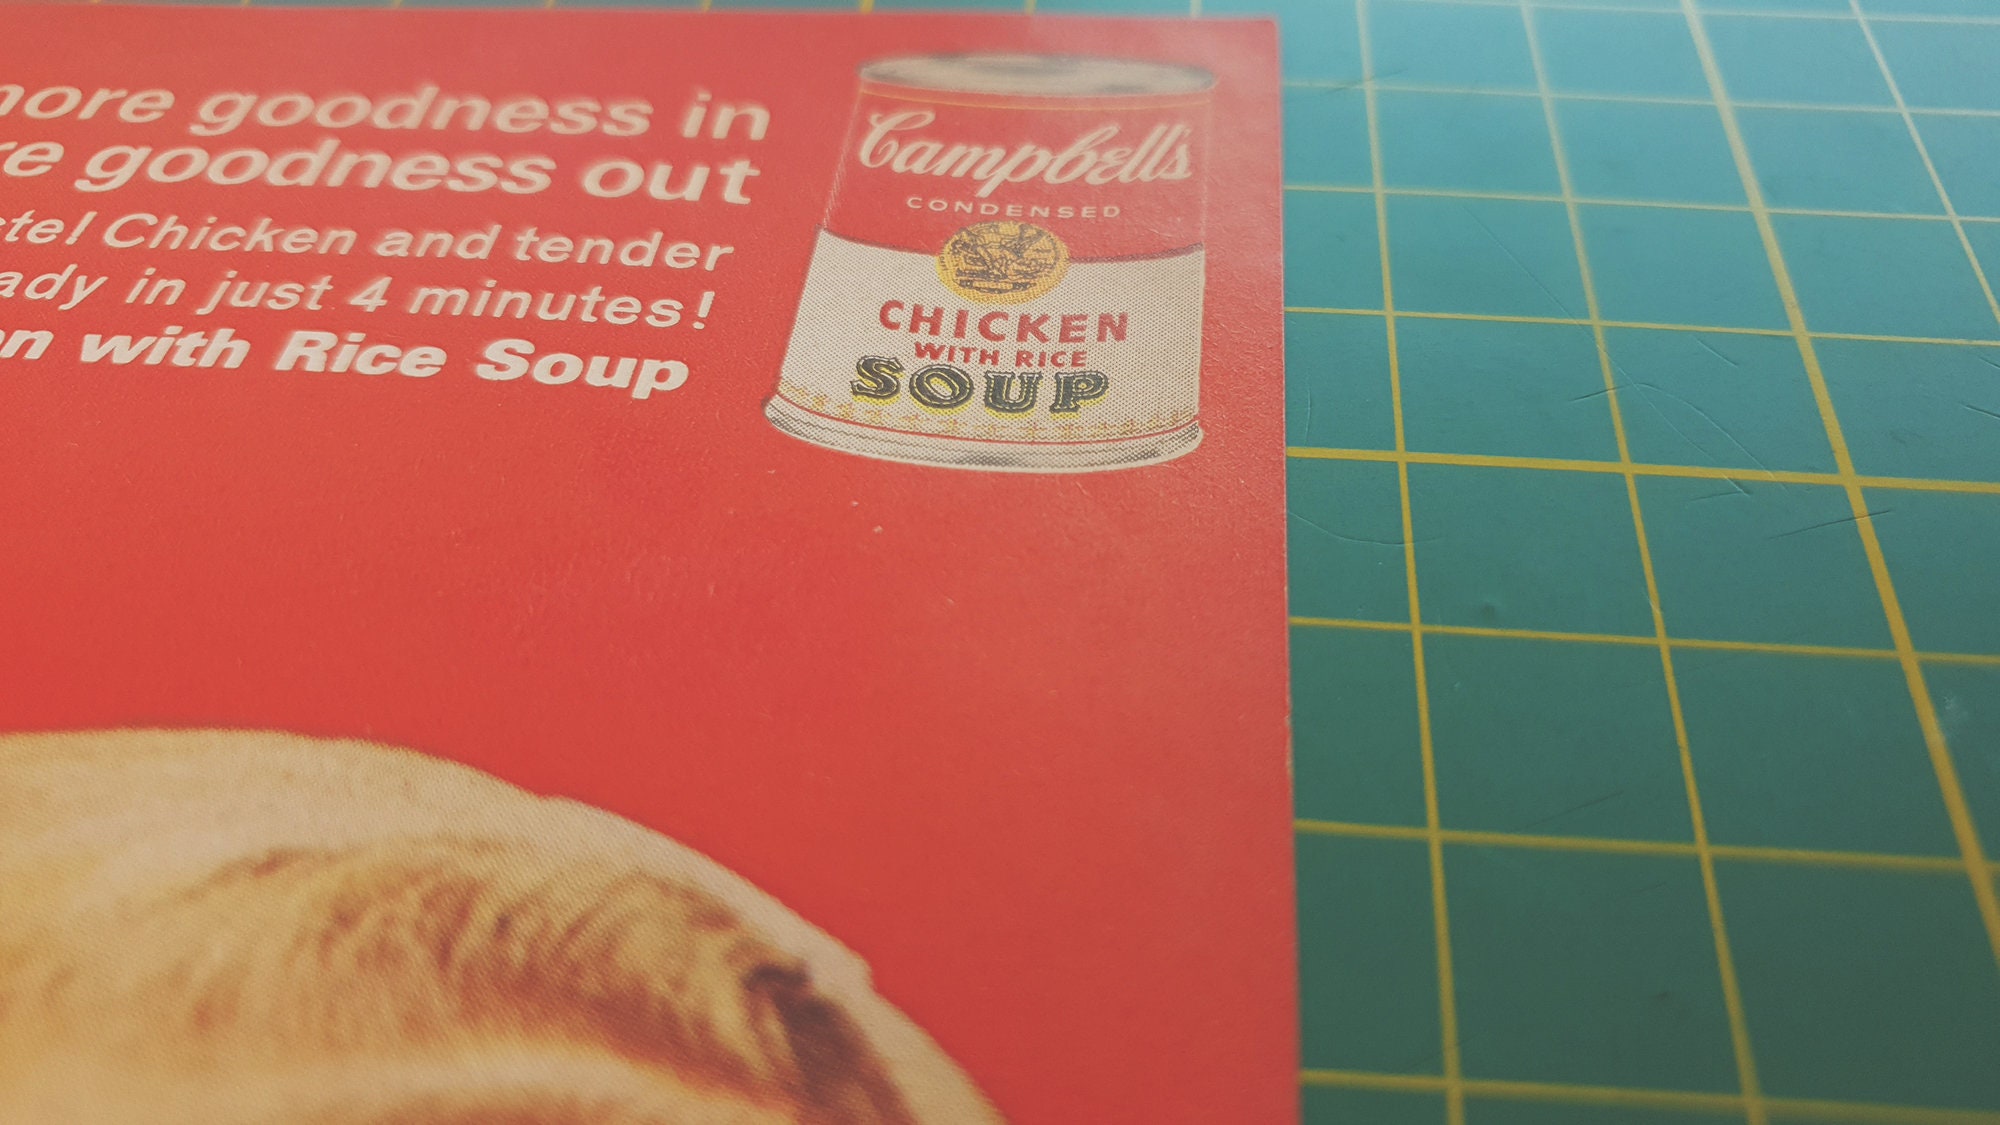 goodness in
goodness out
Chicken and tender
in just 4 minutes!
with Rice Soup
Campbell's
CONDENSED
CHICKEN
WITH RICE
SOUP